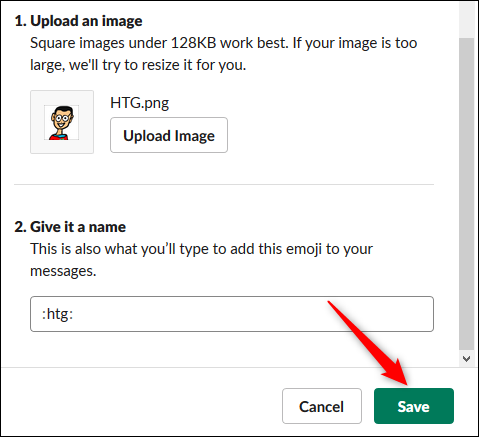 1. Upload an image
Square images under 128KB work best. If your image is too
large, we'll try to resize it for you.
HTG.png
Upload Image
2. Give it a name
This is also what you’ll type to add this emoji to your
messages.
:htg:
Cancel
Save